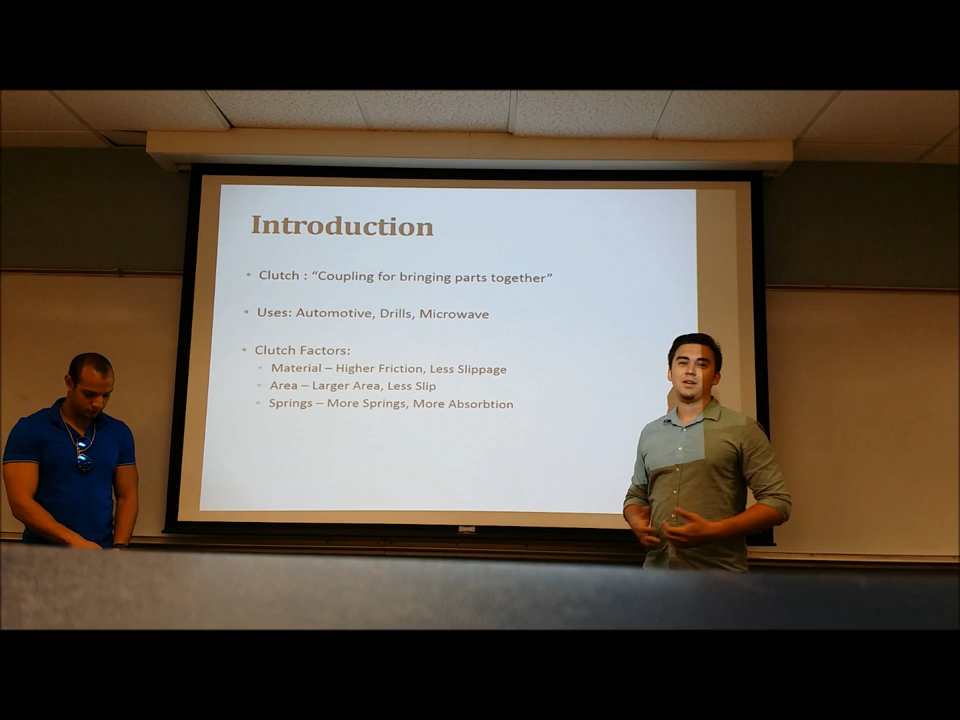 Introduction
• Clutch : “Coupling for bringing parts together”
• Uses: Automotive, Drills, Microwave
• Clutch Factors:
• Material – Higher Friction, Less Slippage
• Area – Larger Area, Less Slip
• Springs – More Springs, More Absorbtion